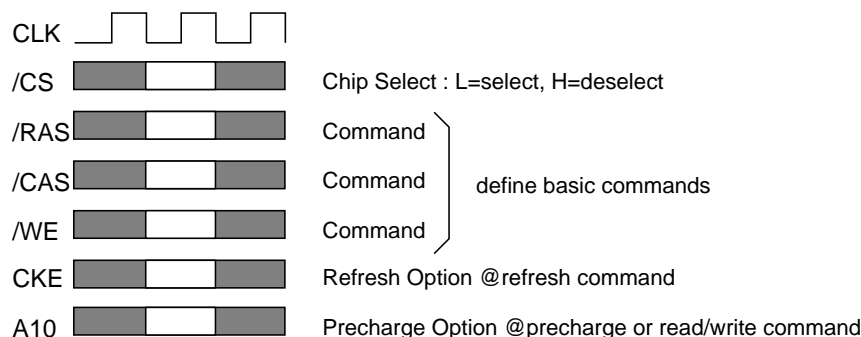 CLK
/CS Chip Select : L=select, H=deselect
/RAS Command
/CAS Command define basic commands
/WE Command
CKE Refresh Option @refresh command
A10 Precharge Option @precharge or read/write command